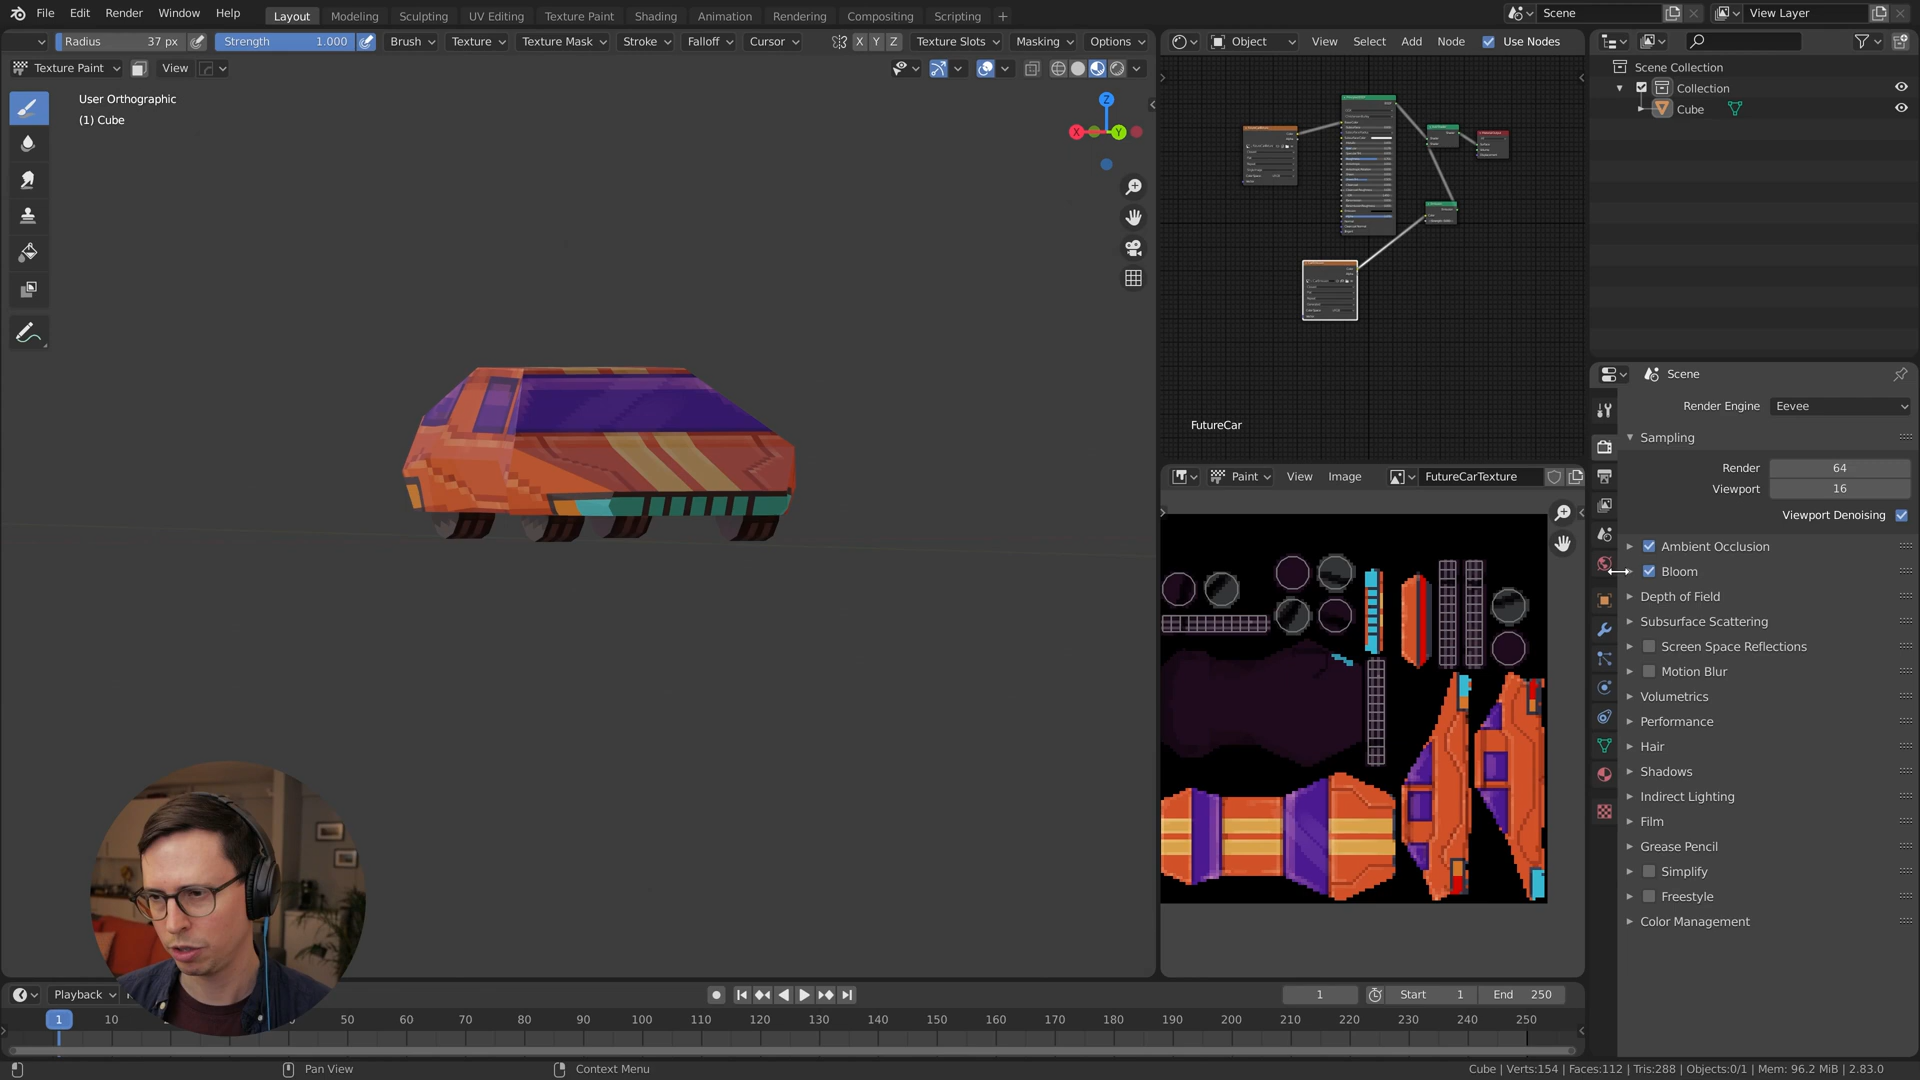 File Edit Render Window Help Layout Modeling Sculpting UV Editing Texture Paint Shading Animation Rendering Compositing Scripting + Scene View Layer
Radius 37 px Strength 1.000 Brush Texture Texture Mask Stroke Falloff Cursor X Y Z Texture Slots Masking Options
Object View Select Add Node Use Nodes
Texture Paint View
User Orthographic
(1) Cube
Z
X Y
Scene Collection
Collection
Cube
FutureCar
Paint View Image FutureCarTexture
Scene
Render Engine Eevee
Sampling
Render 64
Viewport 16
Viewport Denoising
Ambient Occlusion
Bloom
Depth of Field
Subsurface Scattering
Screen Space Reflections
Motion Blur
Volumetrics
Performance
Hair
Shadows
Indirect Lighting
Film
Grease Pencil
Simplify
Freestyle
Color Management
Playback 1 Start 1 End 250
1 10 50 60 70 80 90 100 110 120 130 140 150 160 170 180 190 200 210 220 230 240 250
Pan View Context Menu Cube | Verts:154 | Faces:112 | Tris:288 | Objects:0/1 | Mem: 96.2 MiB | 2.83.0